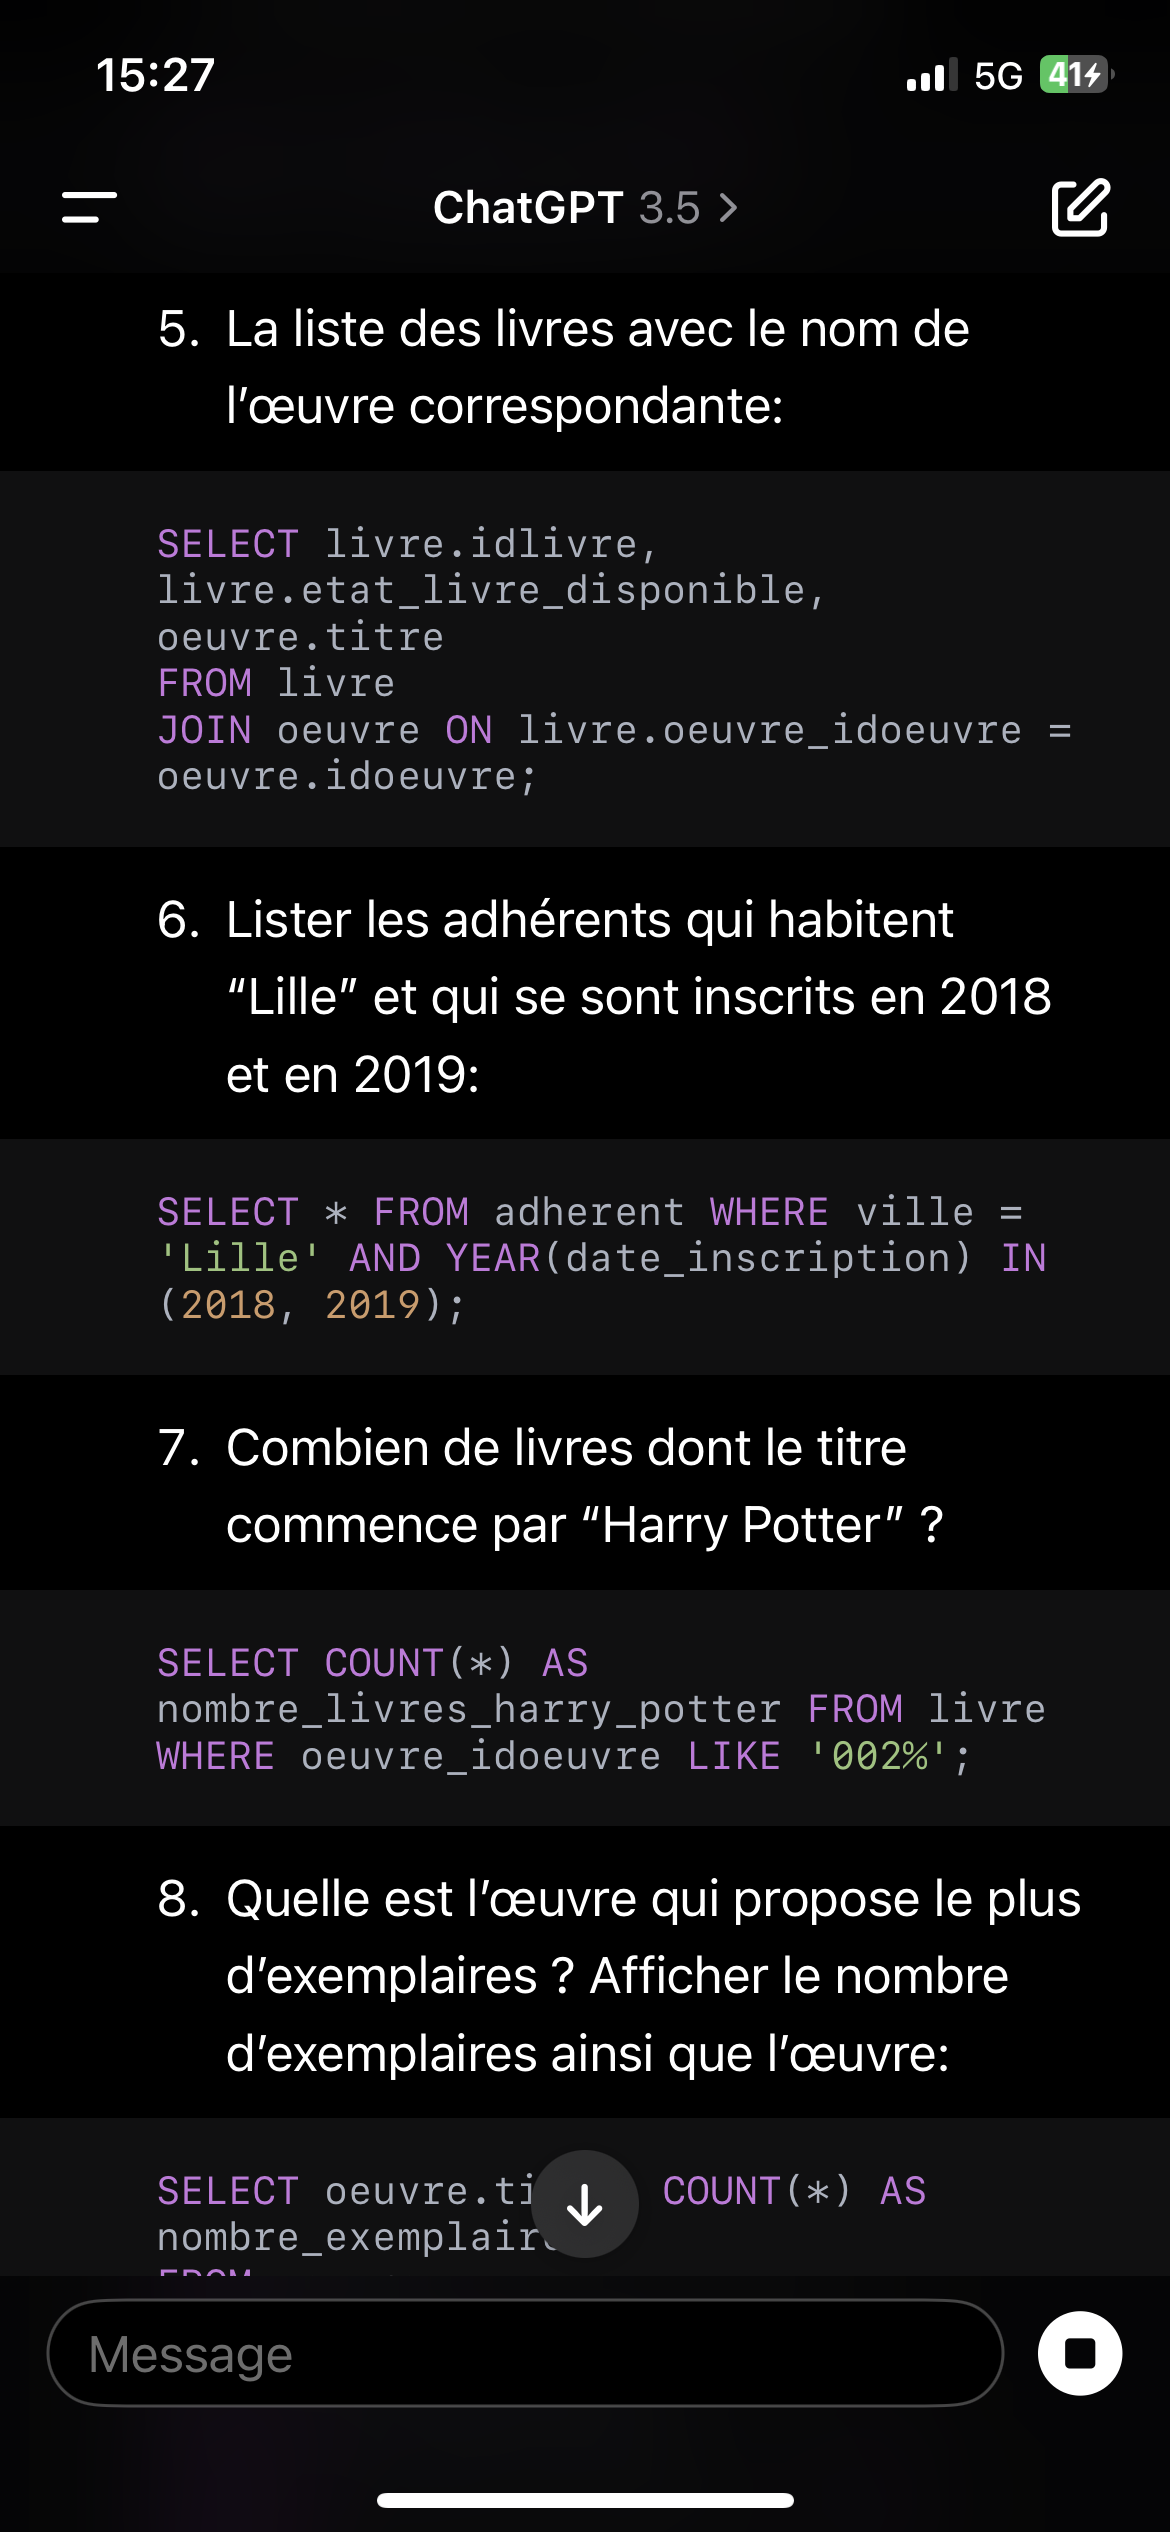 15:27
5G
41
ChatGPT 3.5
5. La liste des livres avec le nom de
l’œuvre correspondante:
SELECT livre.idlivre,
livre.etat_livre_disponible,
oeuvre.titre
FROM livre
JOIN oeuvre ON livre.oeuvre_idoeuvre =
oeuvre.idoeuvre;
6. Lister les adhérents qui habitent
“Lille” et qui se sont inscrits en 2018
et en 2019:
SELECT * FROM adherent WHERE ville =
'Lille' AND YEAR(date_inscription) IN
(2018, 2019);
7. Combien de livres dont le titre
commence par “Harry Potter” ?
SELECT COUNT(*) AS
nombre_livres_harry_potter FROM livre
WHERE oeuvre_idoeuvre LIKE '002%';
8. Quelle est l’œuvre qui propose le plus
d’exemplaires ? Afficher le nombre
d’exemplaires ainsi que l’œuvre:
SELECT COUNT(*) AS
FROM
Message